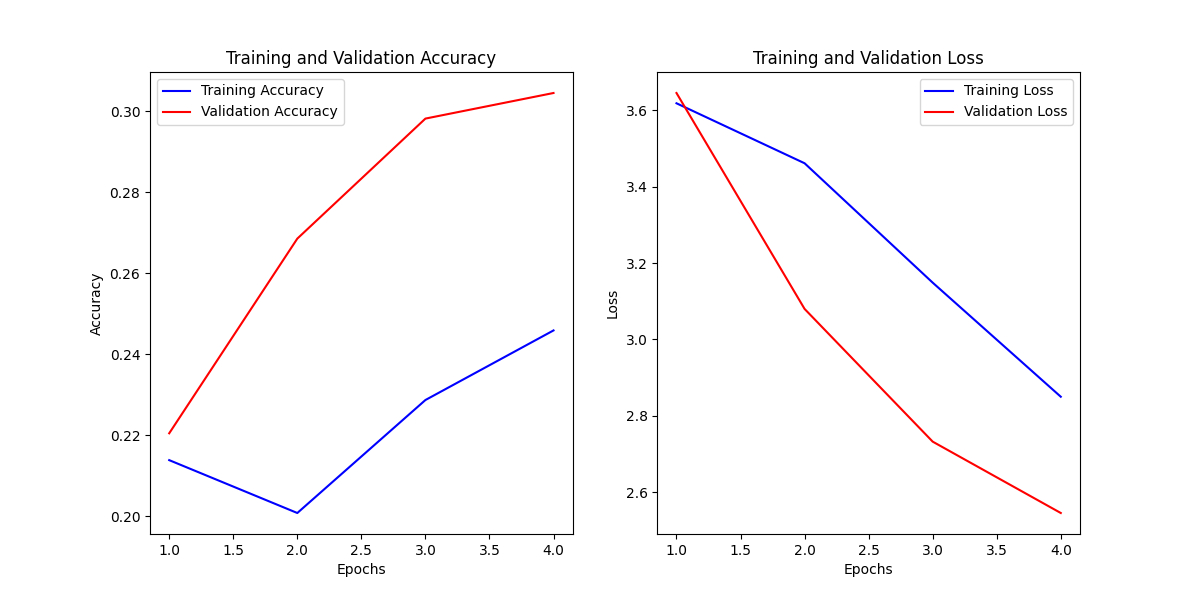 Training and Validation Accuracy
Training Accuracy
Validation Accuracy
0.30
0.28
0.26
0.24
0.22
0.20
Accuracy
1.0 1.5 2.0 2.5 3.0 3.5 4.0
Epochs
Training and Validation Loss
Training Loss
Validation Loss
3.6
3.4
3.2
3.0
2.8
2.6
Loss
1.0 1.5 2.0 2.5 3.0 3.5 4.0
Epochs